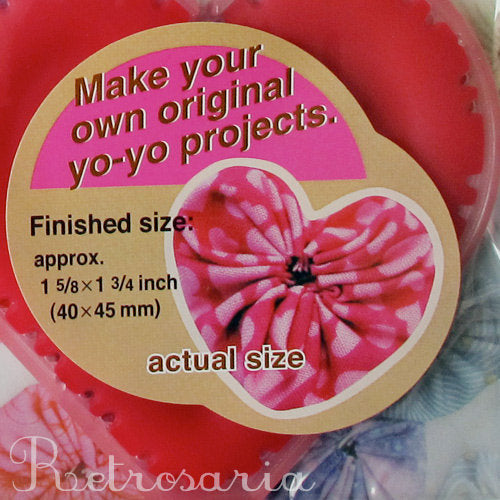 Make your
own original
yo-yo projects.
Finished size:
approx.
1 5/8×1 3/4 inch
(40×45 mm)
actual size
Retrosaria